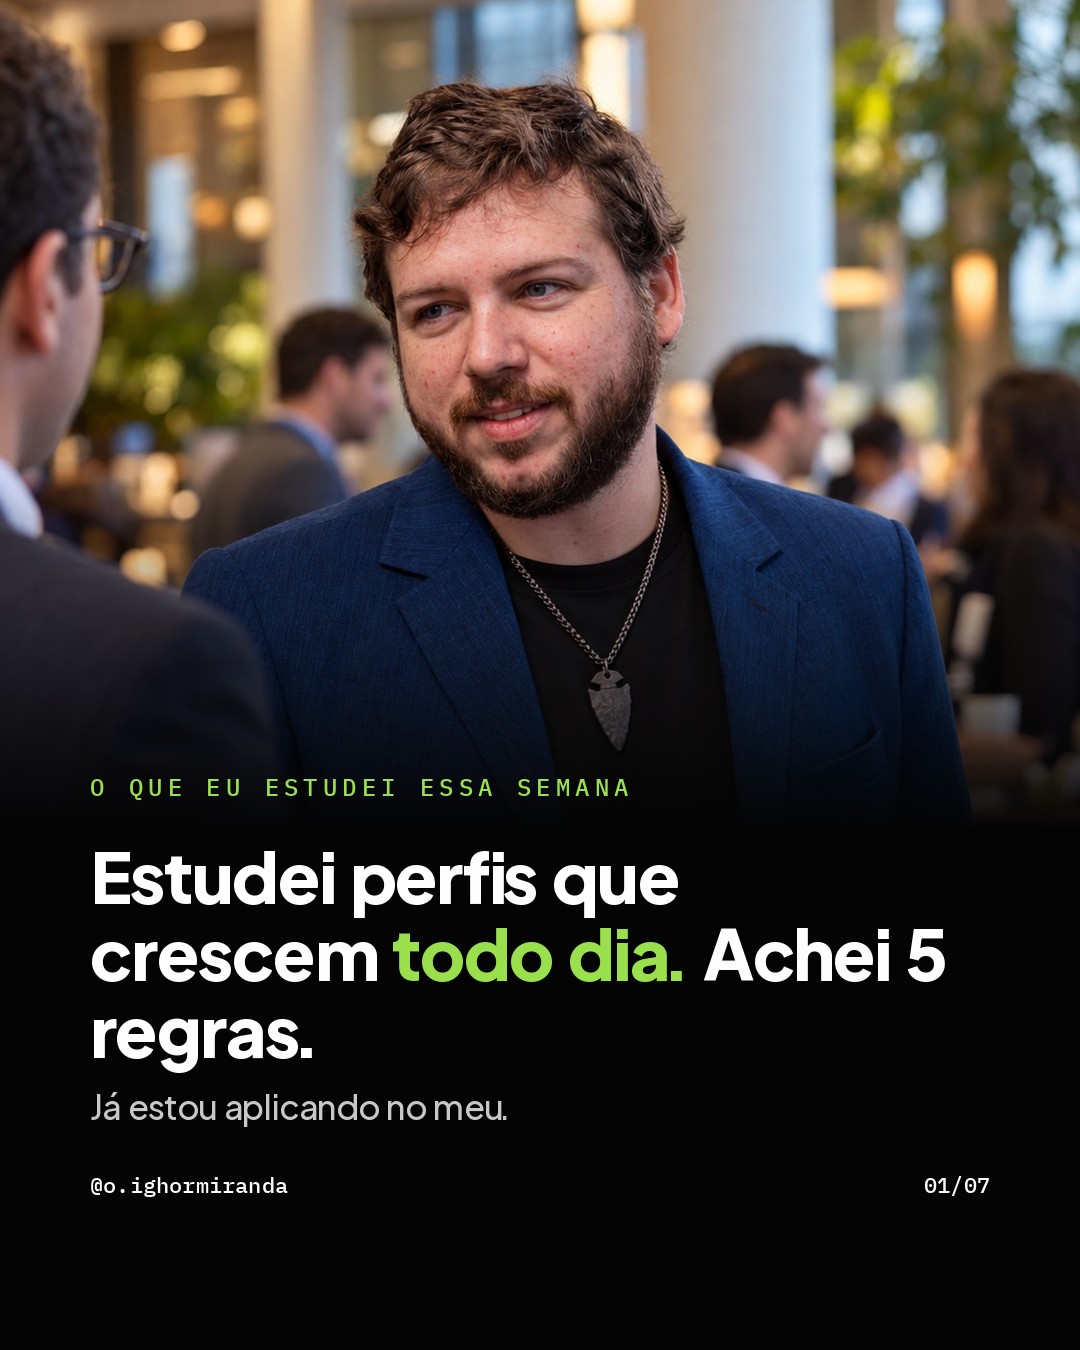 O QUE EU ESTUDEI ESSA SEMANA
Estudei perfis que
crescem todo dia. Achei 5
regras.
Já estou aplicando no meu.
@o.ighormiranda
01/07